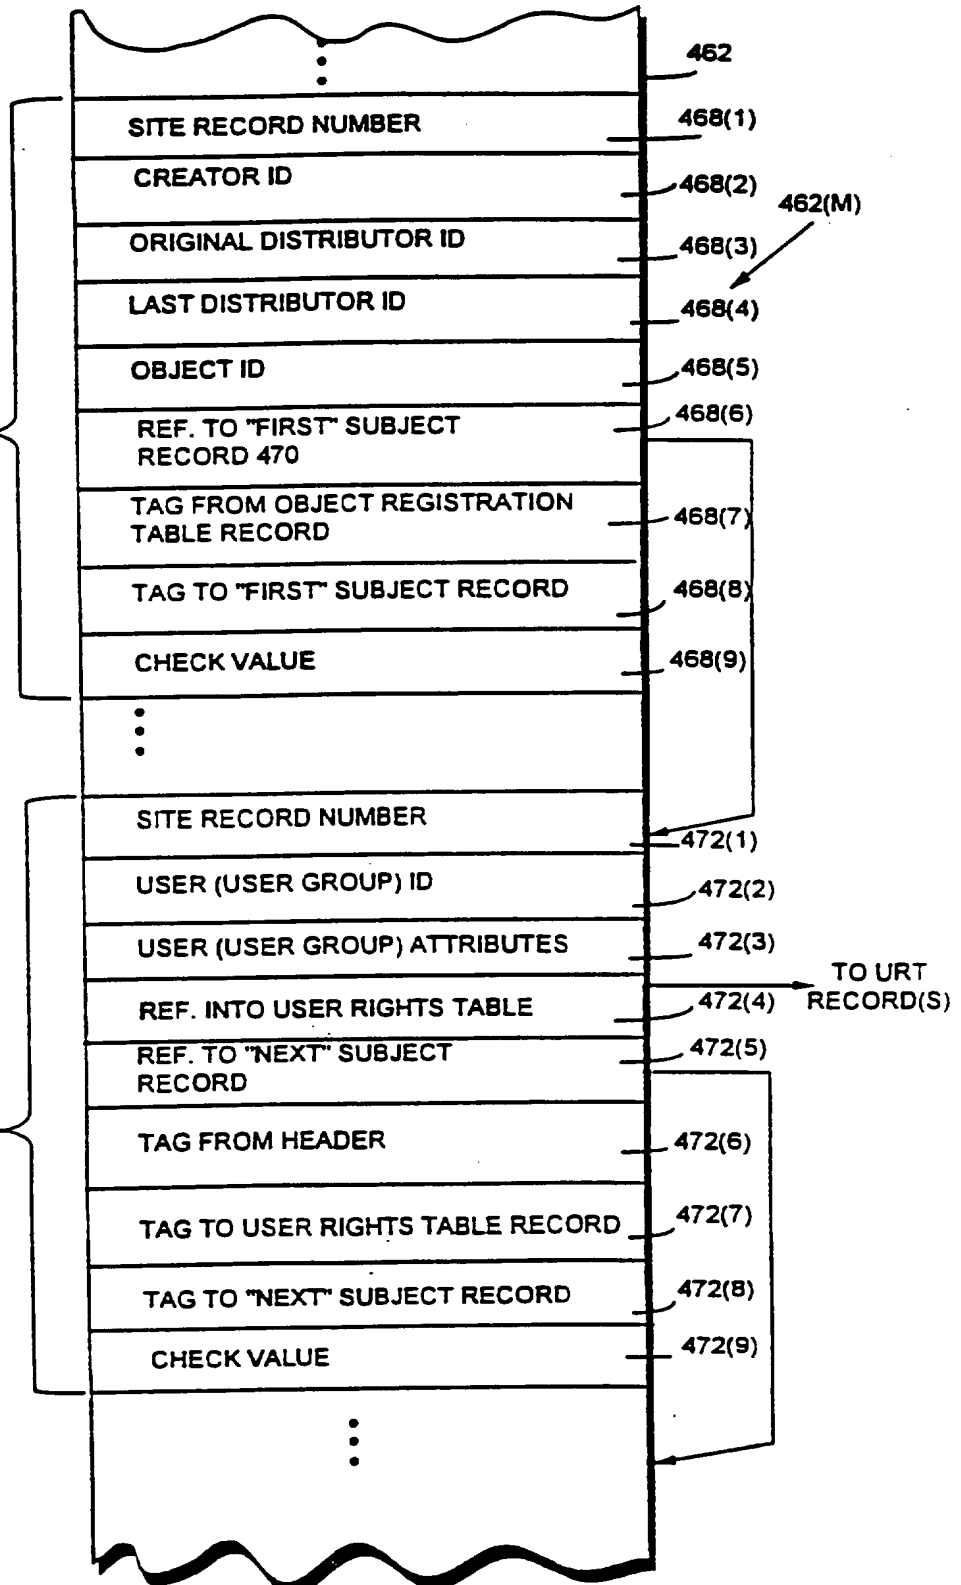 462
SITE RECORD NUMBER 468(1)
CREATOR ID 468(2)
462(M)
ORIGINAL DISTRIBUTOR ID 468(3)
LAST DISTRIBUTOR ID 468(4)
OBJECT ID 468(5)
REF. TO "FIRST" SUBJECT 468(6)
RECORD 470
TAG FROM OBJECT REGISTRATION 468(7)
TABLE RECORD
TAG TO "FIRST" SUBJECT RECORD 468(8)
CHECK VALUE 468(9)
SITE RECORD NUMBER 472(1)
USER (USER GROUP) ID 472(2)
USER (USER GROUP) ATTRIBUTES 472(3)
TO URT
RECORD(S)
REF. INTO USER RIGHTS TABLE 472(4)
REF. TO "NEXT" SUBJECT 472(5)
RECORD
TAG FROM HEADER 472(6)
TAG TO USER RIGHTS TABLE RECORD 472(7)
TAG TO "NEXT" SUBJECT RECORD 472(8)
CHECK VALUE 472(9)